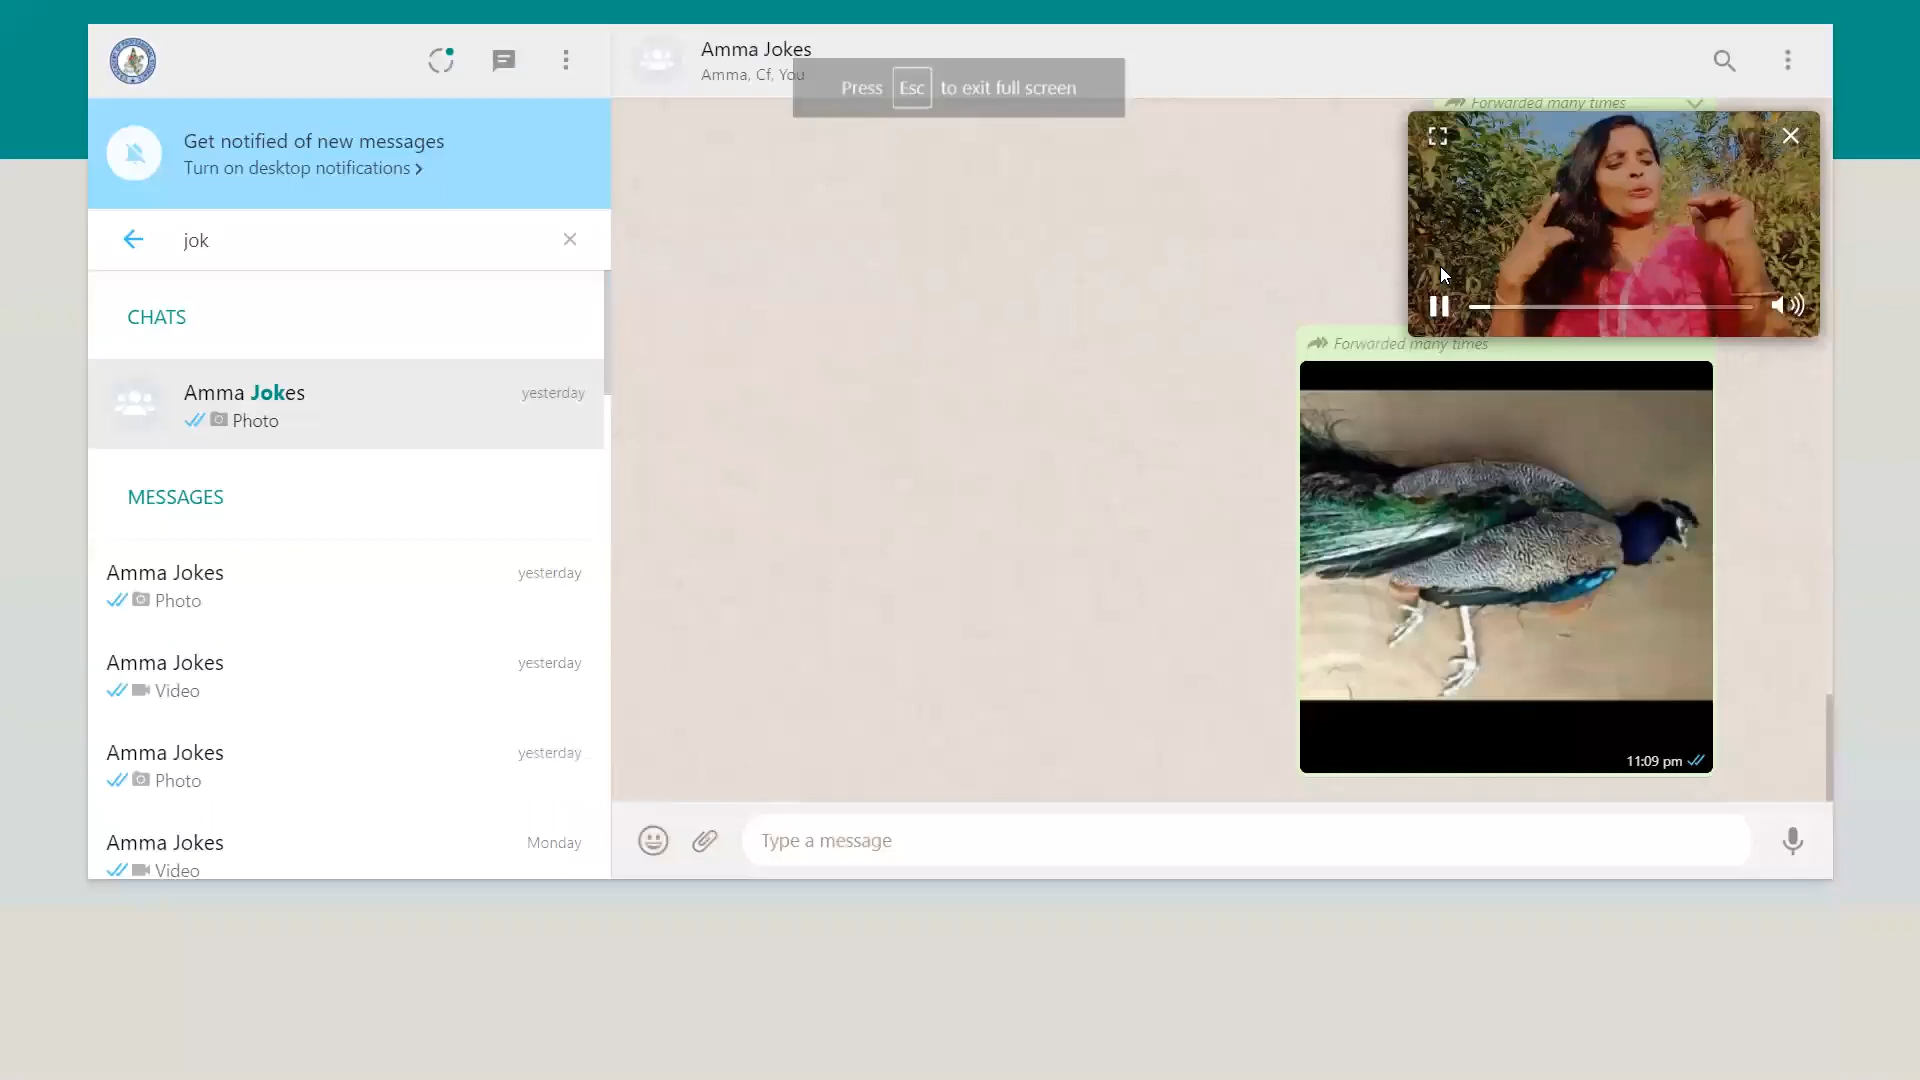 Amma Jokes
Amma, Cf, You
Press Esc to exit full screen
Get notified of new messages
Turn on desktop notifications >
jok
CHATS
Amma Jokes yesterday
Photo
MESSAGES
Amma Jokes yesterday
Photo
Amma Jokes yesterday
Video
Amma Jokes yesterday
Photo
Amma Jokes Monday
Video
Forwarded many times
Forwarded many times
11:09 pm
Type a message